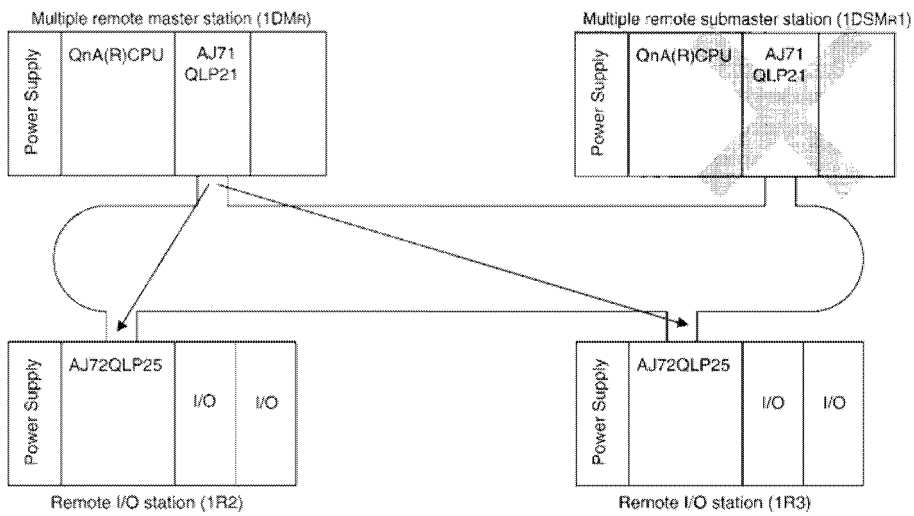 Multiple remote master station (1DMR)
Multiple remote submaster station (1DSMR1)
Power Supply
QnA(R)CPU
AJ71
QLP21
Power Supply
QnA(R)CPU
AJ71
QLP21
Power Supply
AJ72QLP25
I/O
I/O
Power Supply
AJ72QLP25
I/O
I/O
Remote I/O station (1R2)
Remote I/O station (1R3)